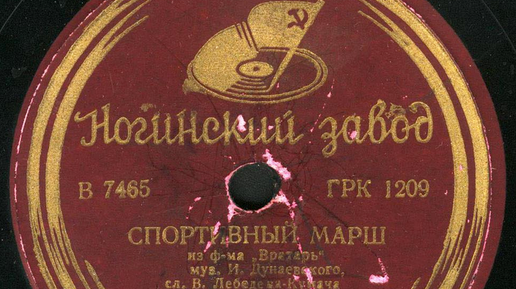 Ногинский завод
В 7465 ГРК 1209
СПОРТИВНЫЙ МАРШ
из ф-ма „Вратарь"
муз. И. Дунаевского,
сл. В. Лебедева-Кумача